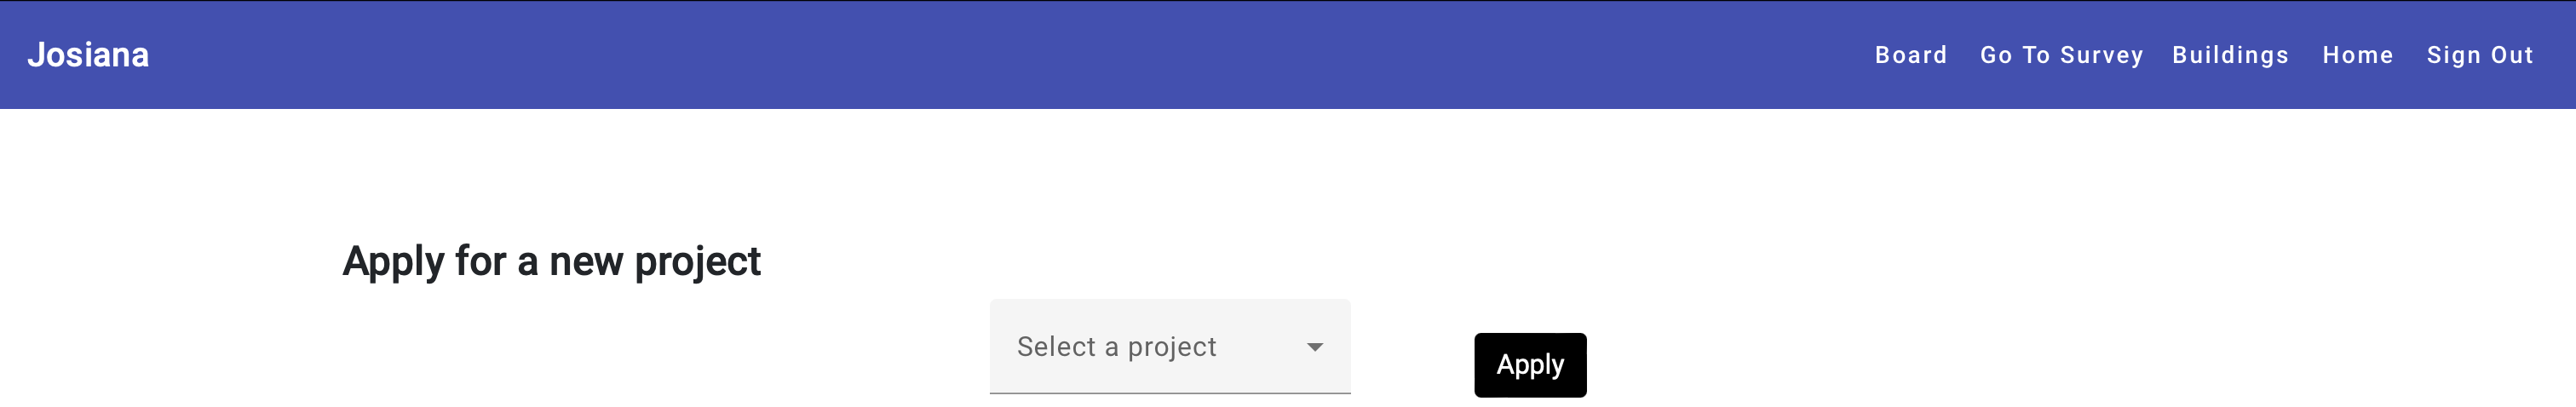 Josiana
Board Go To Survey Buildings Home Sign Out
Apply for a new project
Select a project
Apply